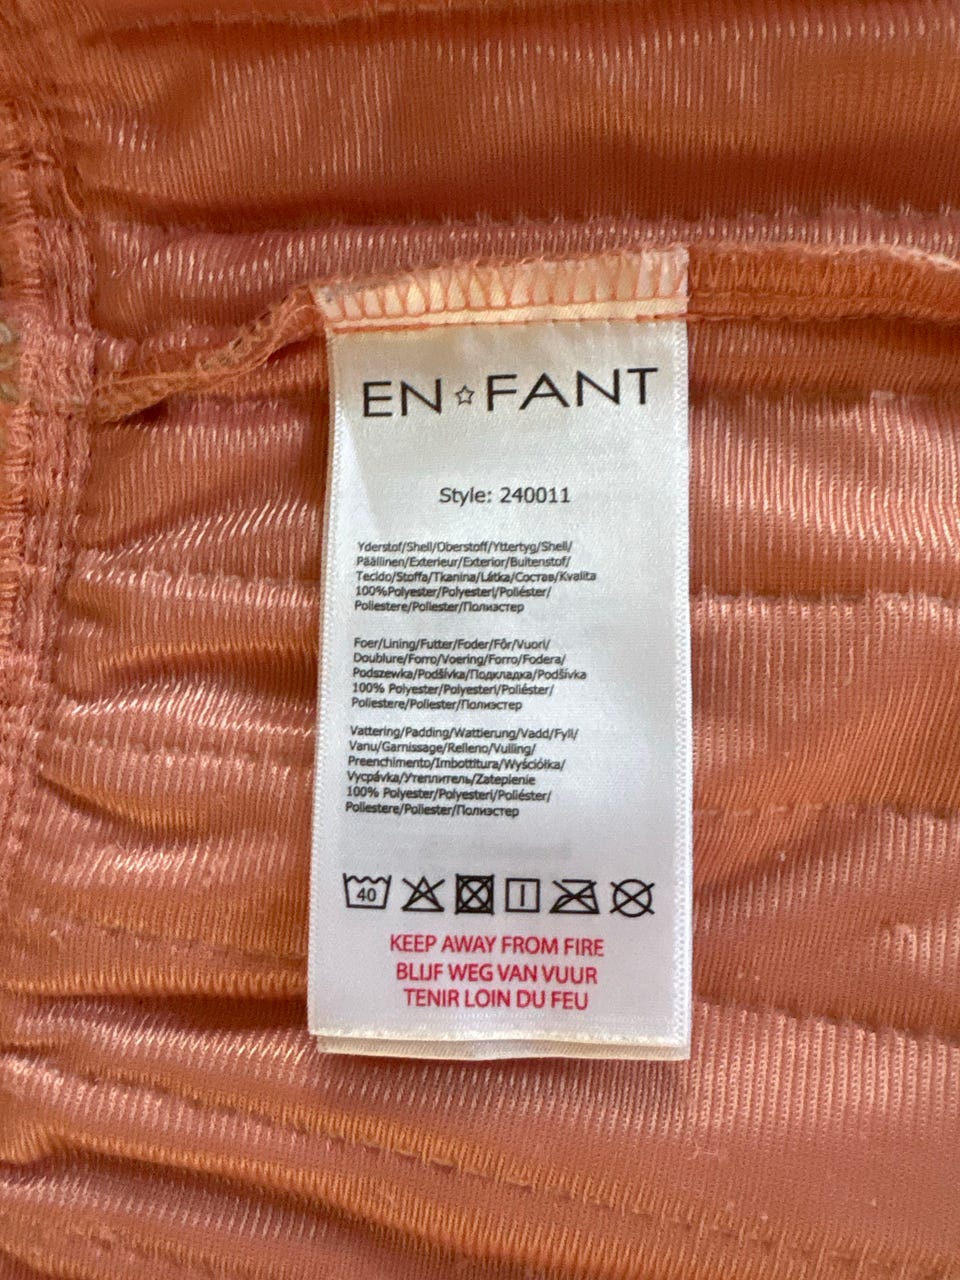 EN☆FANT
Style: 240011
Yderstof/Shell/Oberstoff/Yttertyg/Shell/
Päällinen/Exterieur/Exterior/Buitenstof/
Tecido/Stoffa/Tkanina/Látka/Состав/Kvalita
100%Polyester/Polyesteri/Poliéster/
Poliestere/Poliester/Полиэстер
Foer/Lining/Futter/Foder/Fôr/Vuori/
Doublure/Forro/Voering/Forro/Fodera/
Podszewka/Podšívka/Подкладка/Podšivka
100% Polyester/Polyesteri/Poliéster/
Poliestere/Poliester/Полиэстер
Vattering/Padding/Wattierung/Vadd/Fyll/
Vanu/Garnissage/Relleno/Vulling/
Preenchimento/Imbottitura/Wyściółka/
Vycpávka/Утеплитель/Zateplenie
100% Polyester/Polyesteri/Poliéster/
Poliestere/Poliester/Полиэстер
40
KEEP AWAY FROM FIRE
BLIJF WEG VAN VUUR
TENIR LOIN DU FEU